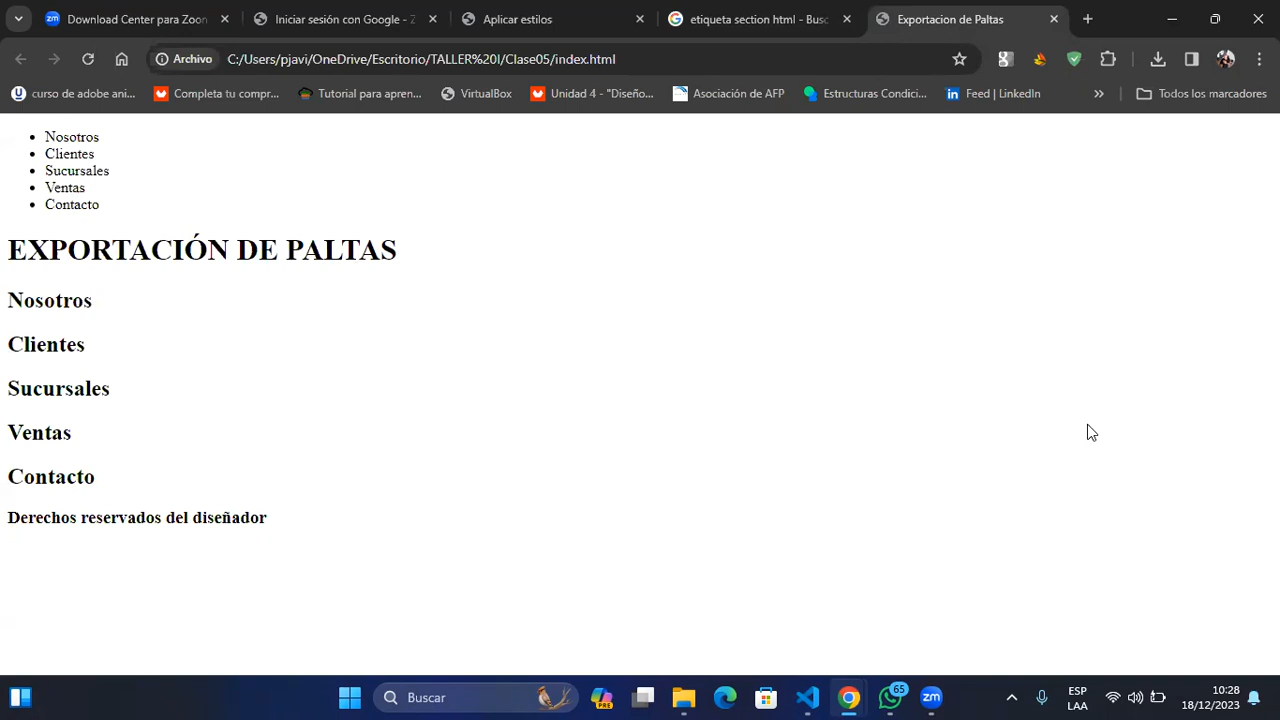 Download Center para Zoon
Iniciar sesión con Google - Z
Aplicar estilos
etiqueta section html - Busc
Exportacion de Paltas
Archivo
C:/Users/pjavi/OneDrive/Escritorio/TALLER%20I/Clase05/index.html
curso de adobe ani...
Completa tu compr...
Tutorial para apren...
VirtualBox
Unidad 4 - "Diseño...
Asociación de AFP
Estructuras Condici...
Feed | LinkedIn
»
Todos los marcadores
• Nosotros
• Clientes
• Sucursales
• Ventas
• Contacto
EXPORTACIÓN DE PALTAS
Nosotros
Clientes
Sucursales
Ventas
Contacto
Derechos reservados del diseñador
Buscar
PRE
65
zm
ESP
LAA
10:28
18/12/2023